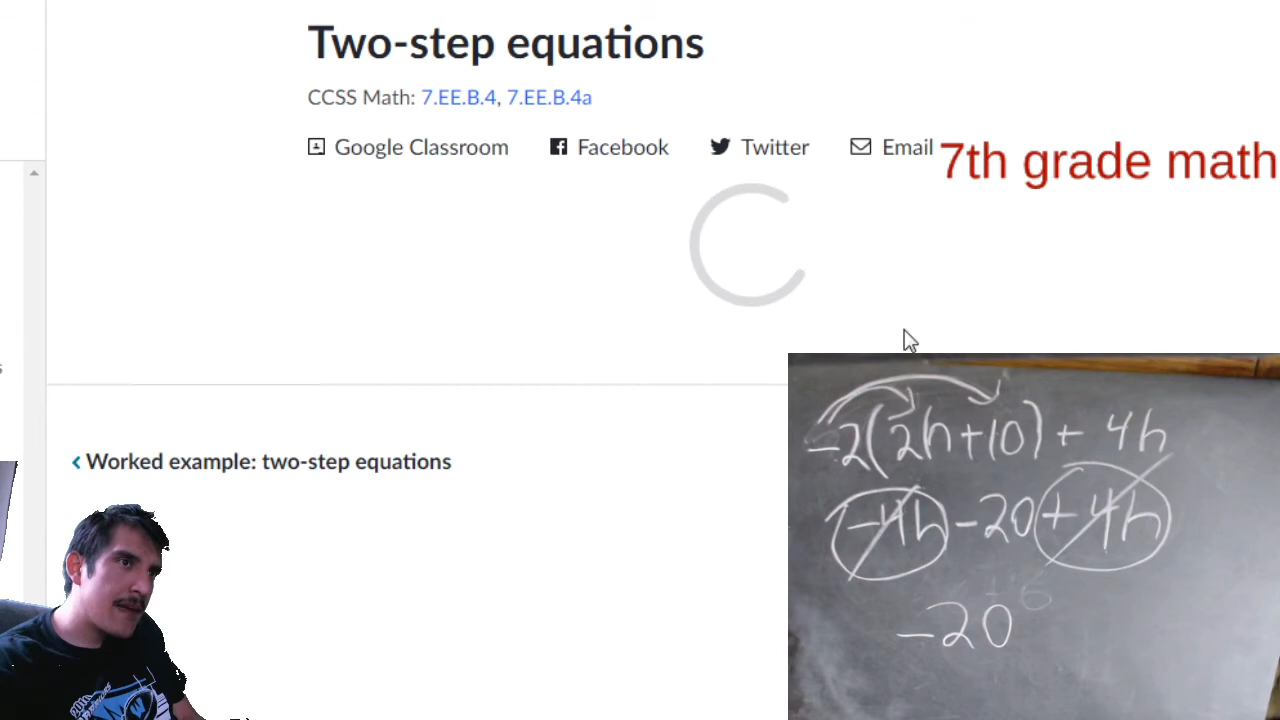 Two-step equations
CCSS Math: 7.EE.B.4, 7.EE.B.4a
Google Classroom Facebook Twitter Email
7th grade math
Worked example: two-step equations
-2(2h+10) + 4h
-4h -20 +4h
-20